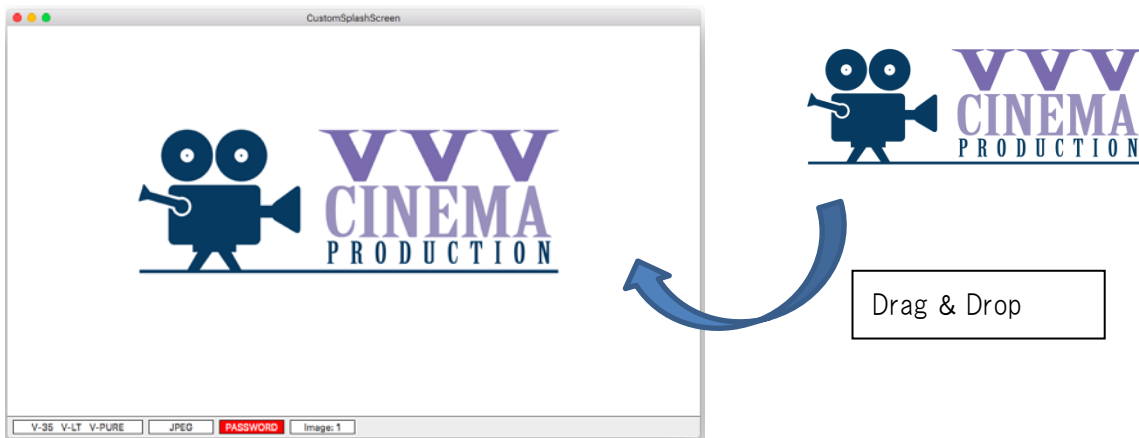 CustomSplashScreen
VVV
CINEMA
PRODUCTION
V-35 V-LT V-PURE JPEG PASSWORD Image: 1
VVV
CINEMA
PRODUCTION
Drag & Drop